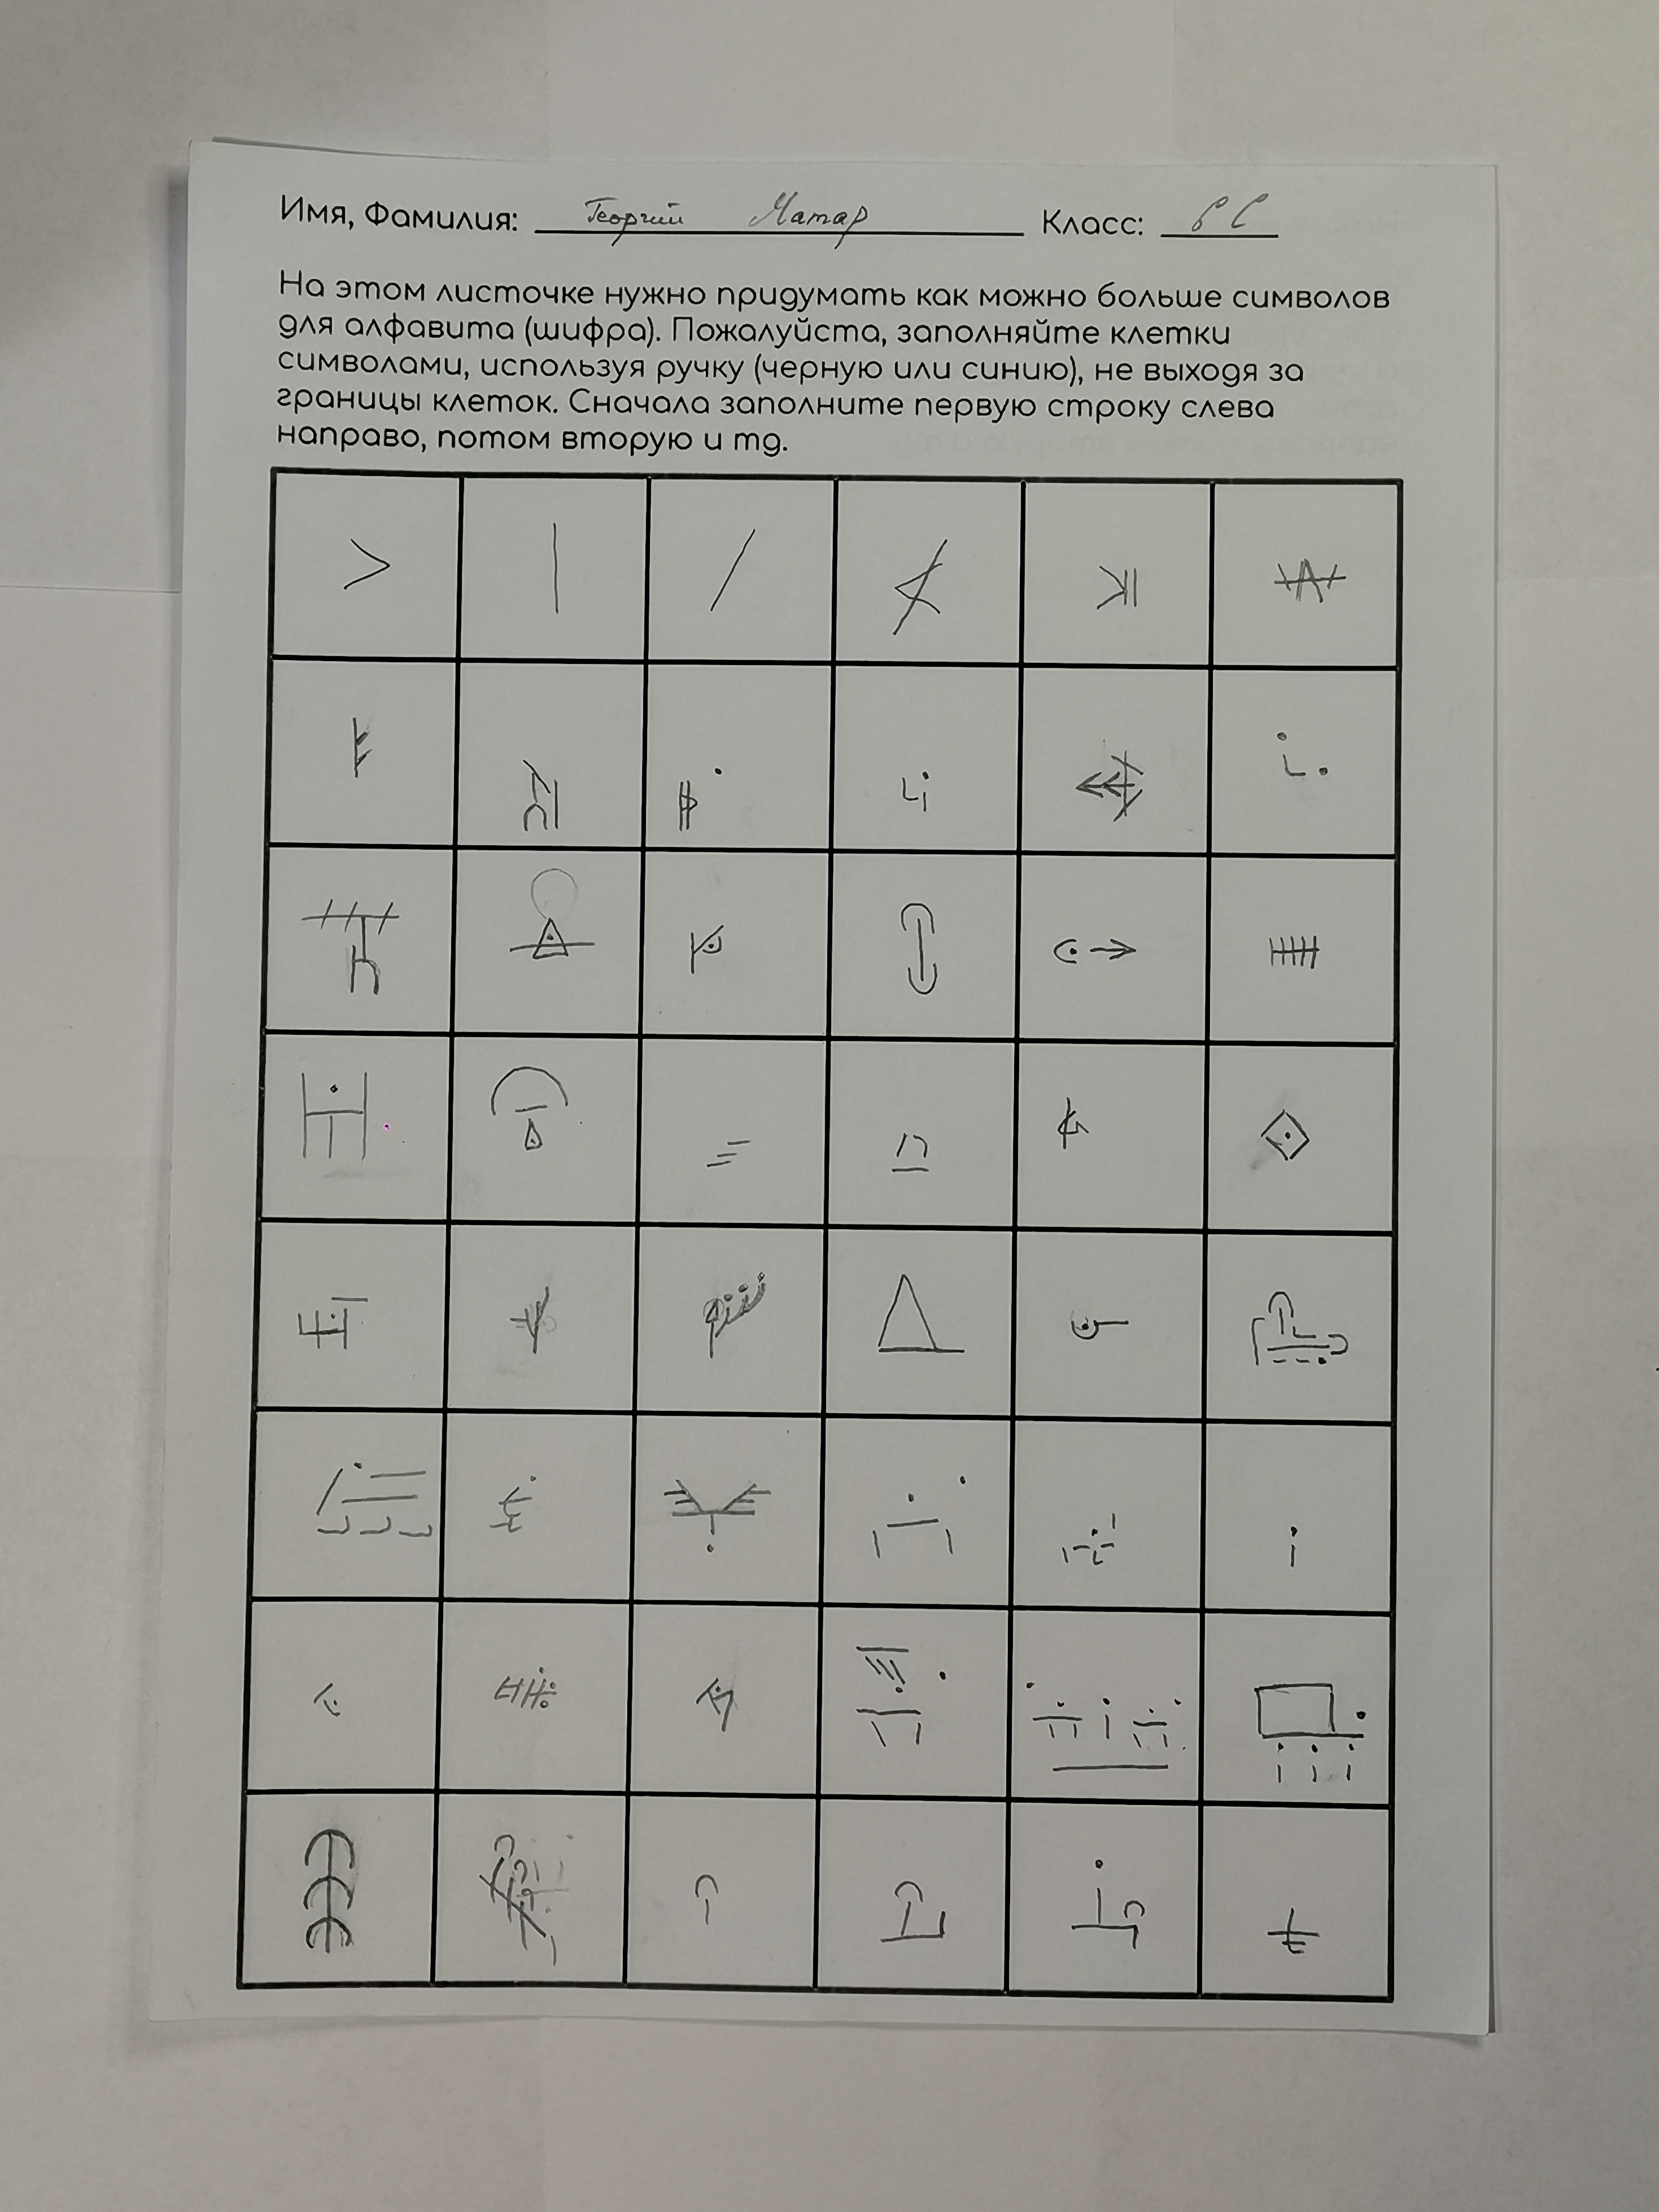 Имя, Фамилия: Георгий Матар Класс: 6 С
На этом листочке нужно придумать как можно больше символов
для алфавита (шифра). Пожалуйста, заполняйте клетки
символами, используя ручку (черную или синию), не выходя за
границы клеток. Сначала заполните первую строку слева
направо, потом вторую и тд.